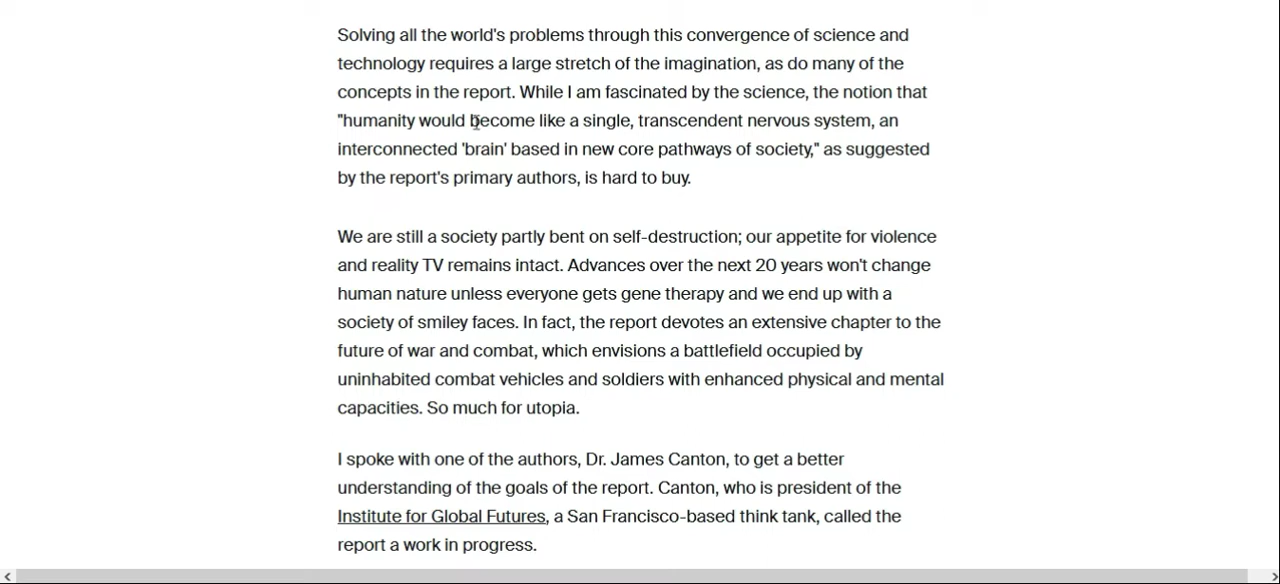 Solving all the world's problems through this convergence of science and
technology requires a large stretch of the imagination, as do many of the
concepts in the report. While I am fascinated by the science, the notion that
"humanity would become like a single, transcendent nervous system, an
interconnected 'brain' based in new core pathways of society," as suggested
by the report's primary authors, is hard to buy.
We are still a society partly bent on self-destruction; our appetite for violence
and reality TV remains intact. Advances over the next 20 years won't change
human nature unless everyone gets gene therapy and we end up with a
society of smiley faces. In fact, the report devotes an extensive chapter to the
future of war and combat, which envisions a battlefield occupied by
uninhabited combat vehicles and soldiers with enhanced physical and mental
capacities. So much for utopia.
I spoke with one of the authors, Dr. James Canton, to get a better
understanding of the goals of the report. Canton, who is president of the
Institute for Global Futures, a San Francisco-based think tank, called the
report a work in progress.